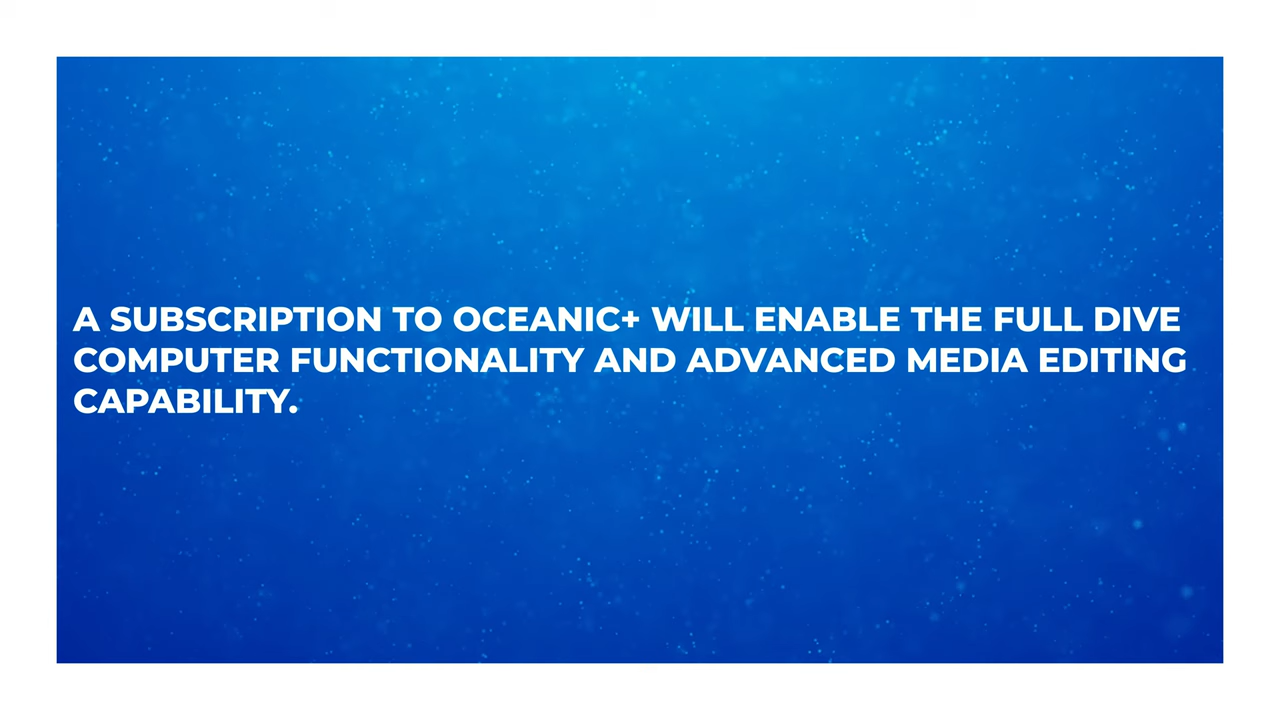 A SUBSCRIPTION TO OCEANIC+ WILL ENABLE THE FULL DIVE
COMPUTER FUNCTIONALITY AND ADVANCED MEDIA EDITING
CAPABILITY.